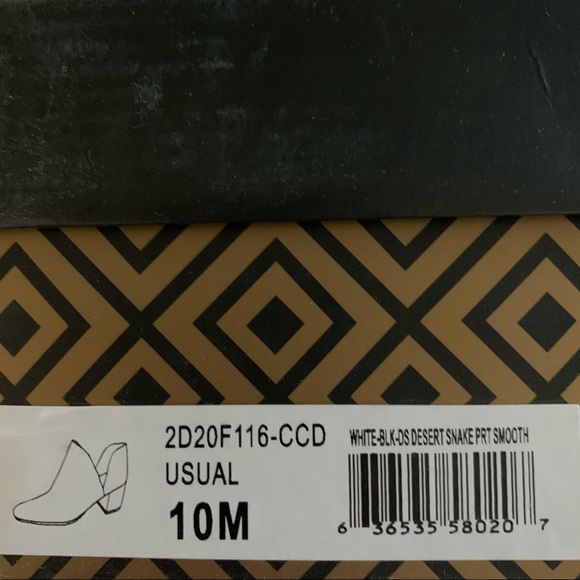 2D20F116-CCD
USUAL
10M
WHITE-BLK-DS DESERT SNAKE PRT SMOOTH
6 36535 58020 7